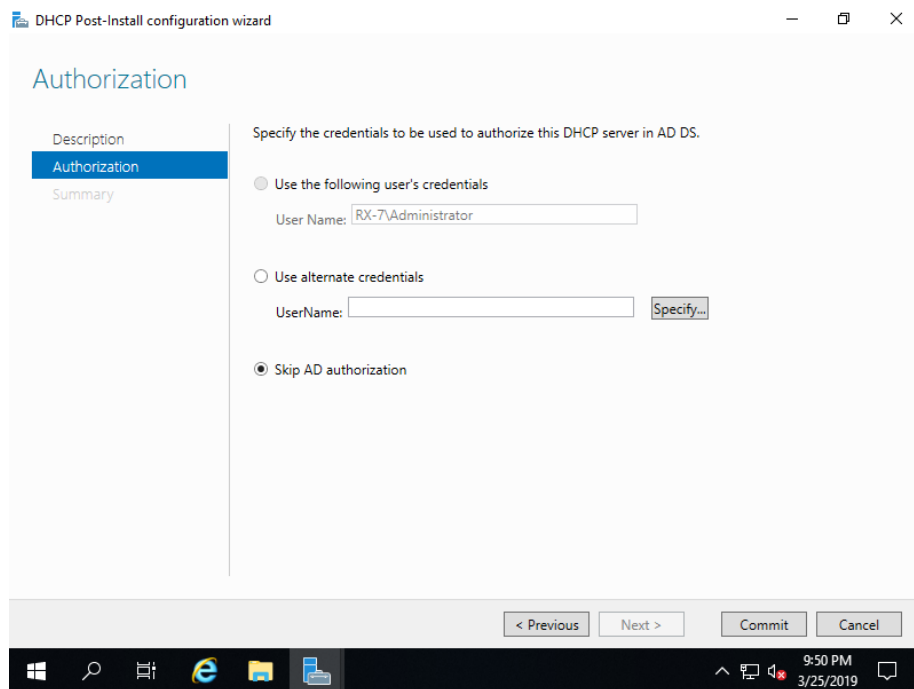 DHCP Post-Install configuration wizard
Authorization
Description
Authorization
Summary
Specify the credentials to be used to authorize this DHCP server in AD DS.
Use the following user's credentials
User Name: RX-7\Administrator
Use alternate credentials
UserName:
Specify...
Skip AD authorization
< Previous
Next >
Commit
Cancel
9:50 PM
3/25/2019